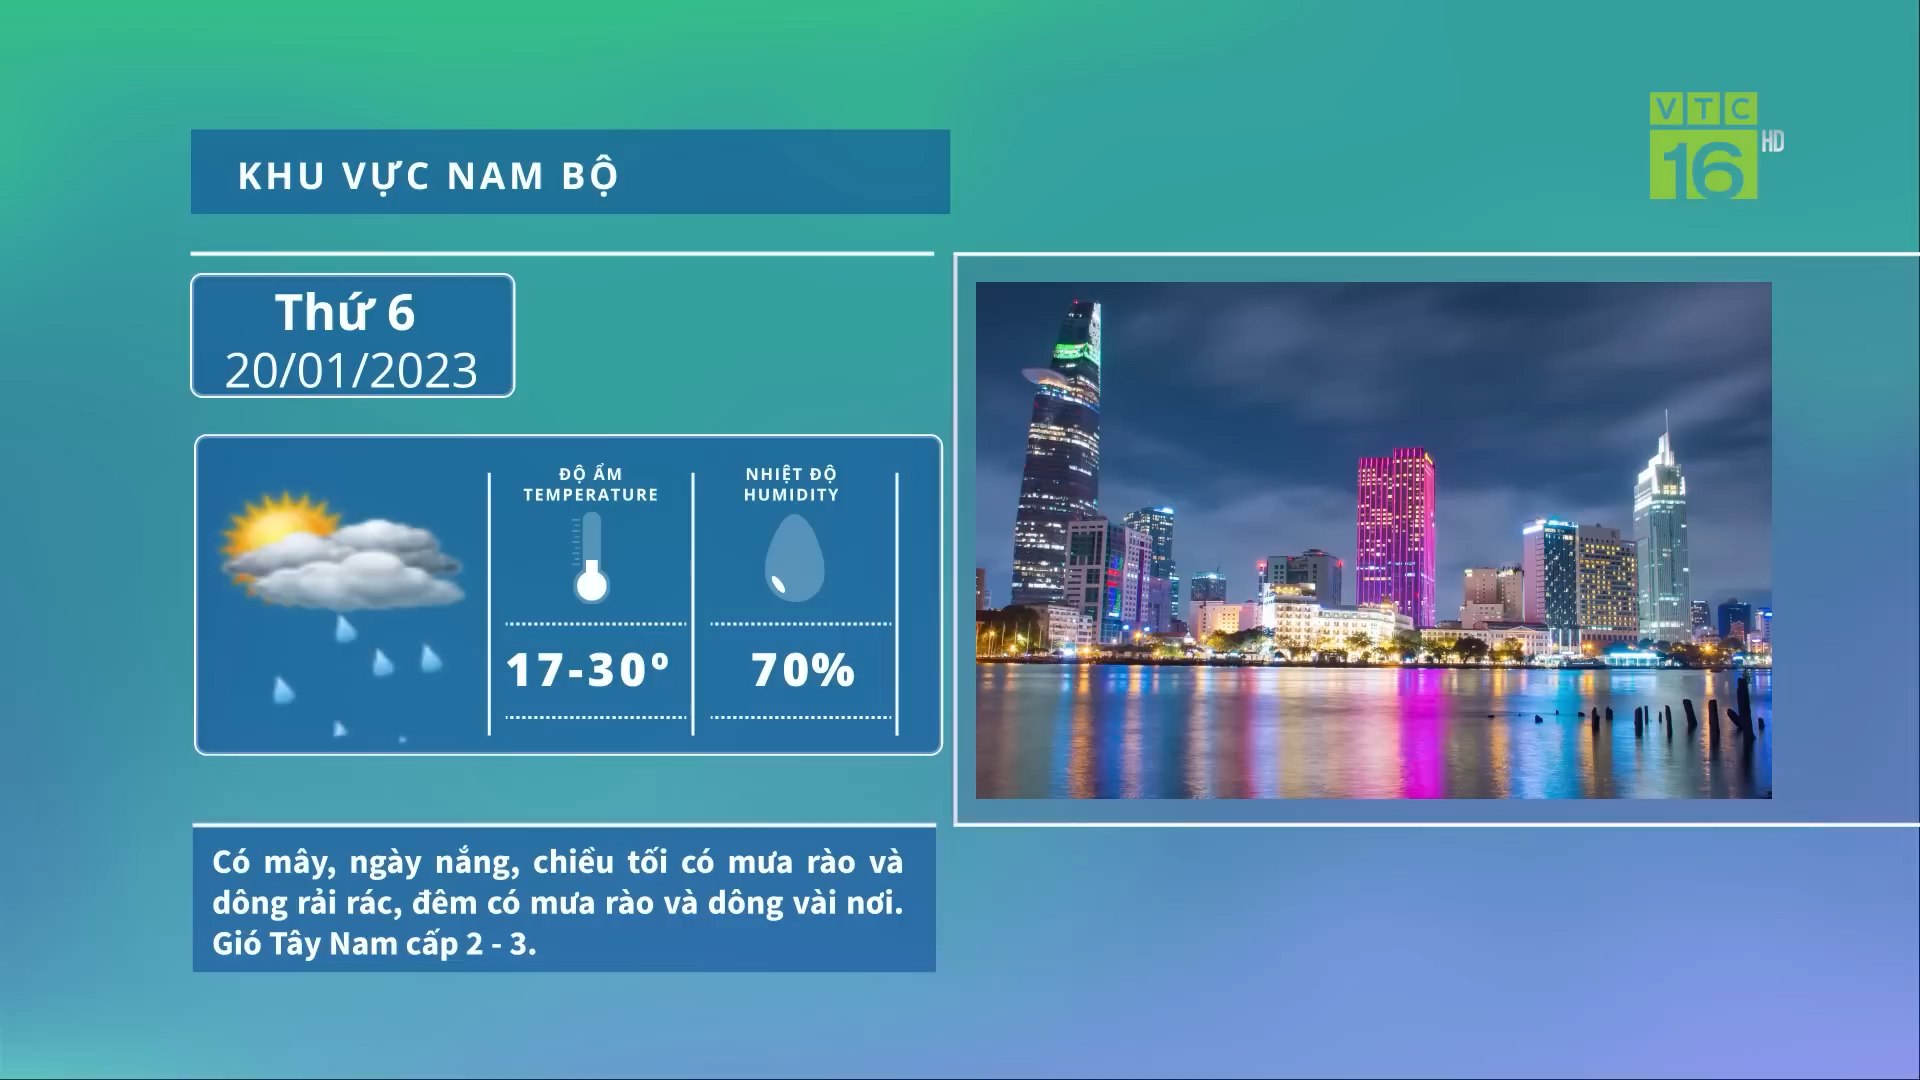 VTC
16 HD
KHU VỰC NAM BỘ
Thứ 6
20/01/2023
ĐỘ ẨM
TEMPERATURE
17-30°
NHIỆT ĐỘ
HUMIDITY
70%
Có mây, ngày nắng, chiều tối có mưa rào và
dông rải rác, đêm có mưa rào và dông vài nơi.
Gió Tây Nam cấp 2 - 3.